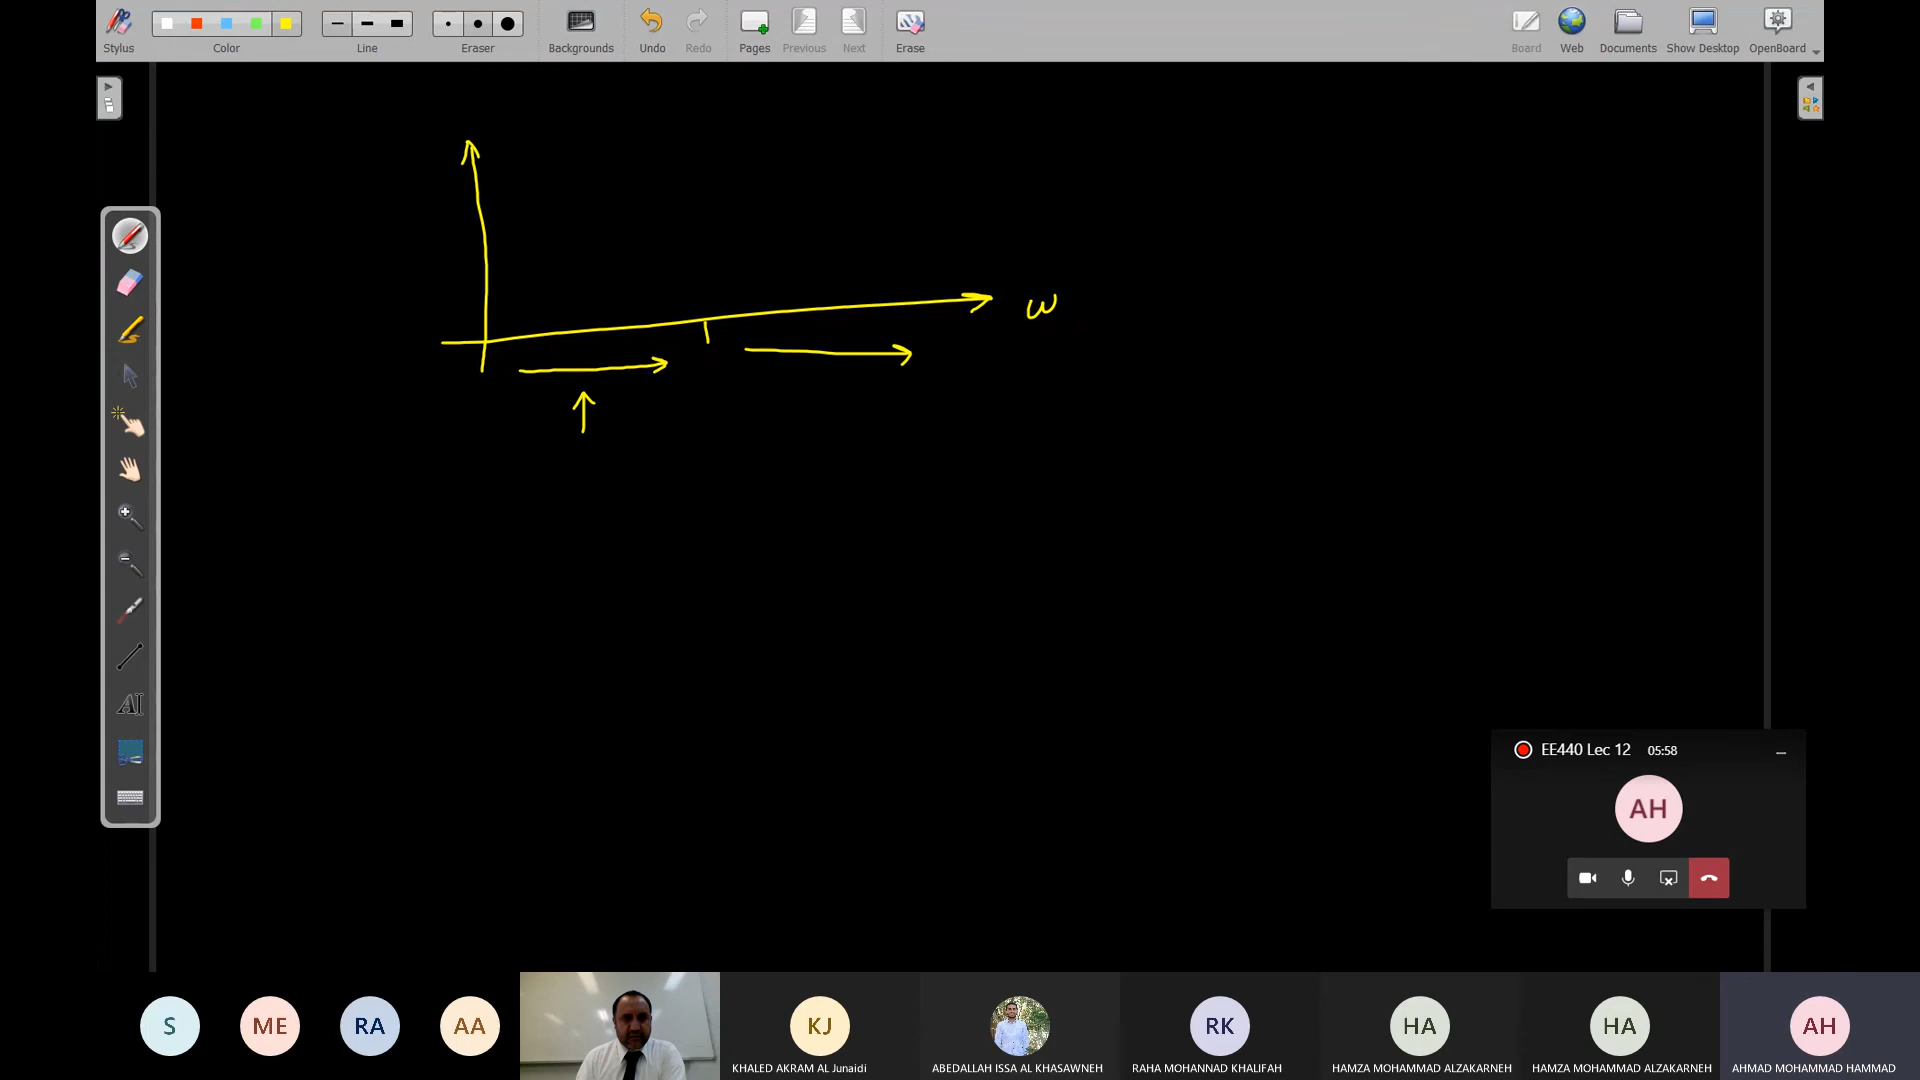 Stylus Color Line Eraser Backgrounds Undo Redo Pages Previous Next Erase Board Web Documents Show Desktop OpenBoard
ω
AI
EE440 Lec 12 05:58
AH
S ME RA AA KJ RK HA HA AH
KHALED AKRAM AL Junaidi ABEDALLAH ISSA AL KHASAWNEH RAHA MOHANNAD KHALIFAH HAMZA MOHAMMAD ALZAKARNEH HAMZA MOHAMMAD ALZAKARNEH AHMAD MOHAMMAD HAMMAD